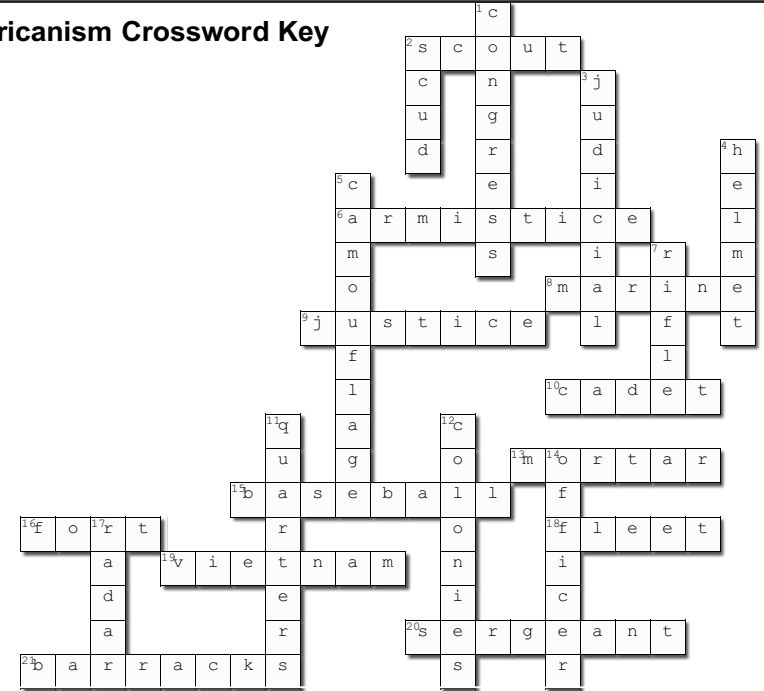 1 c
ricanism Crossword Key
2 s c o u t
c n 3 j
u g u
d r d 4 h
5 c e i e
6 a r m i s t i c e l
m s i 7 r m
o 8 m a r i n e
9 j u s t i c e l f t
f l
l 10 c a d e t
11 q a 12 c
u g o 13 m 14 o r t a r
15 b a s e b a l l f
16 f o 17 r t r o 18 f l e e t
a 19 v i e t n a m n i
d e i c
a r 20 s e r g e a n t
21 b a r r a c k s s r